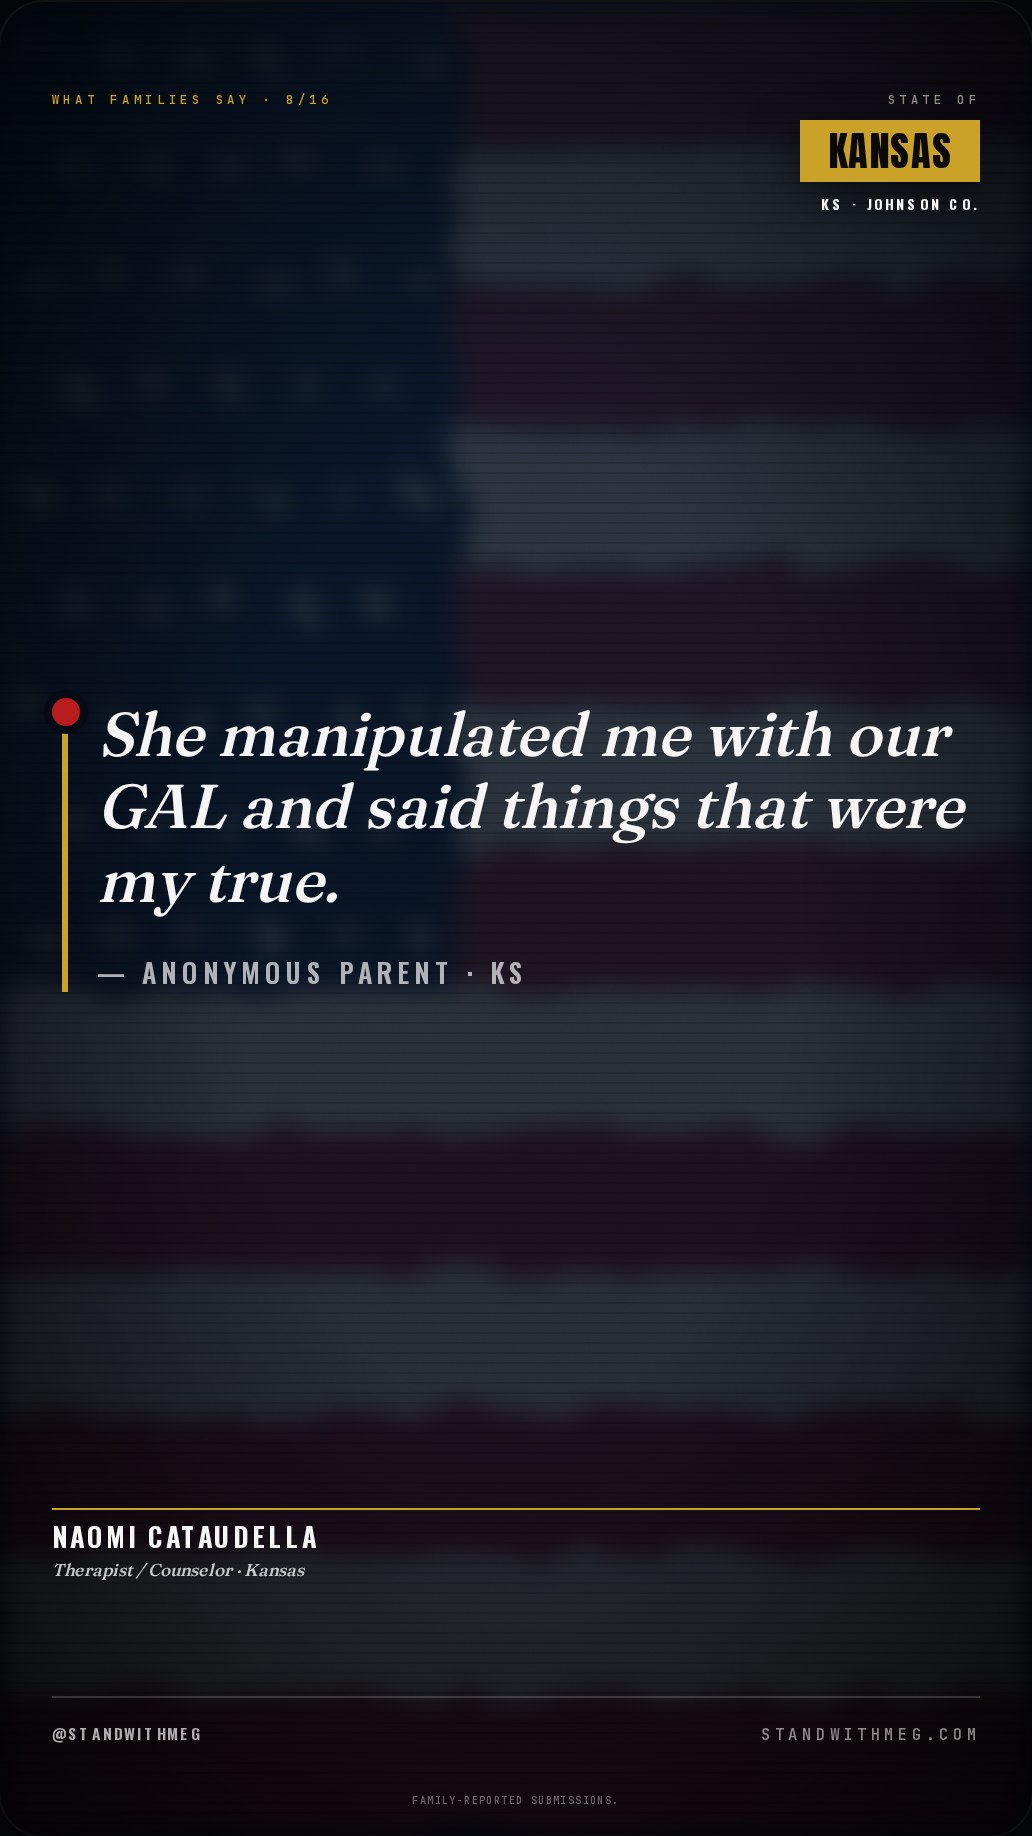 WHAT FAMILIES SAY · 8/16
STATE OF
KANSAS
KS · JOHNSON CO.
She manipulated me with our
GAL and said things that were
my true.
— ANONYMOUS PARENT · KS
NAOMI CATAUDELLA
Therapist / Counselor · Kansas
@STANDWITHMEG
STANDWITHMEG.COM
FAMILY-REPORTED SUBMISSIONS.